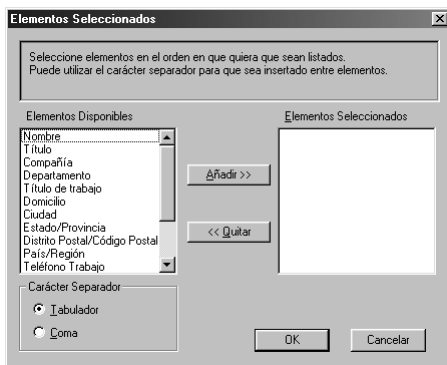 Elementos Seleccionados
Seleccione elementos en el orden en que quiera que sean listados.
Puede utilizar el carácter separador para que sea insertado entre elementos.
Elementos Disponibles
Elementos Seleccionados
Nombre
Título
Compañía
Departamento
Título de trabajo
Domicilio
Ciudad
Estado/Provincia
Distrito Postal/Código Postal
País/Región
Teléfono Trabajo
Añadir >>
<< Quitar
Carácter Separador
Tabulador
Coma
OK
Cancelar